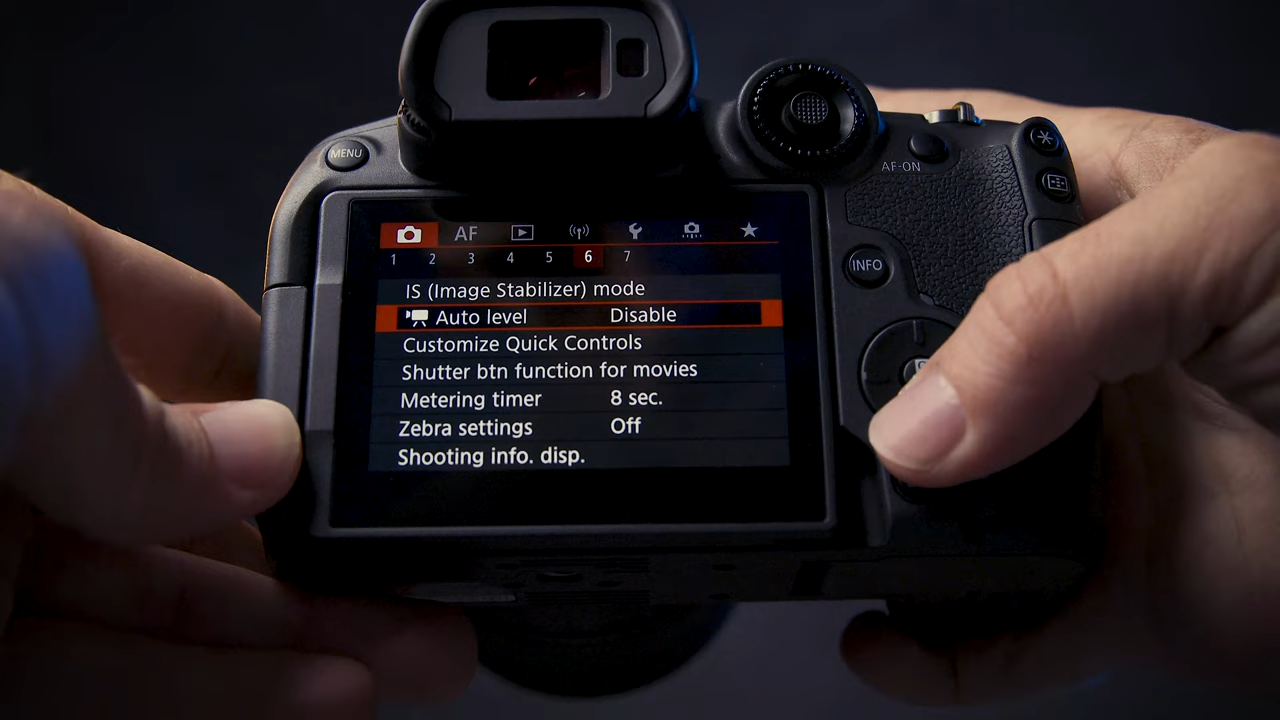 MENU
AF-ON
INFO
AF
1 2 3 4 5 6 7
IS (Image Stabilizer) mode
Auto level Disable
Customize Quick Controls
Shutter btn function for movies
Metering timer 8 sec.
Zebra settings Off
Shooting info. disp.